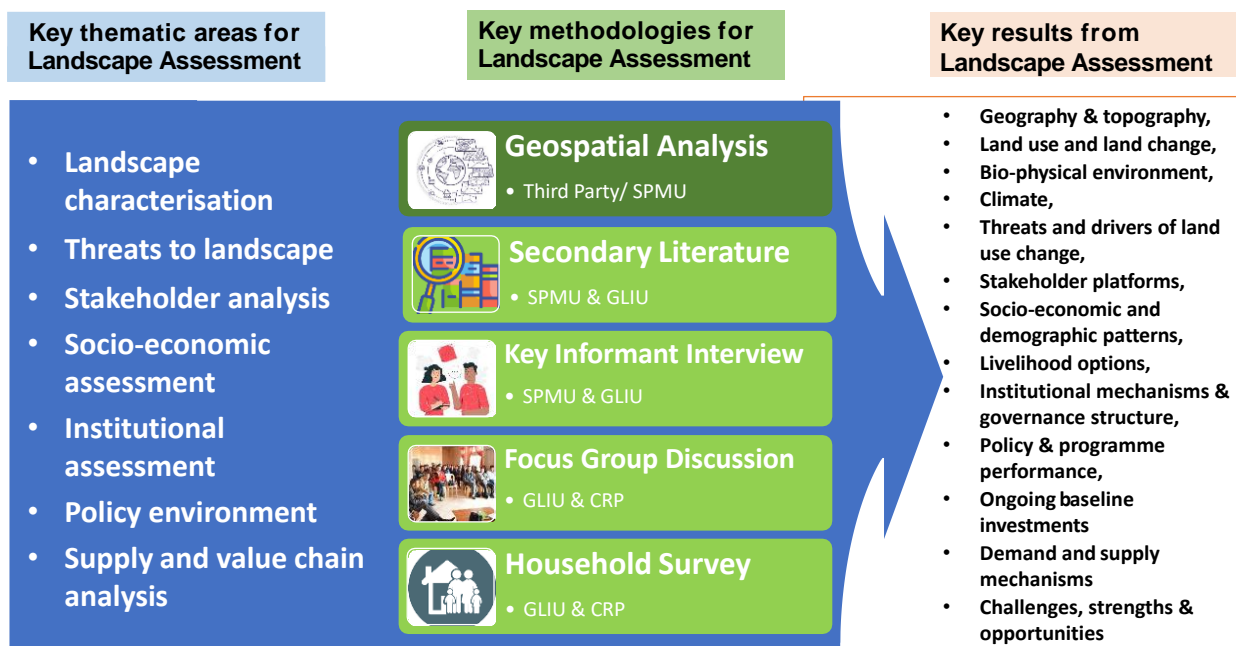 Key thematic areas for
Landscape Assessment
Key methodologies for
Landscape Assessment
Key results from
Landscape Assessment
• Landscape
characterisation
• Threats to landscape
• Stakeholder analysis
• Socio-economic
assessment
• Institutional
assessment
• Policy environment
• Supply and value chain
analysis
Geospatial Analysis
• Third Party/ SPMU
Secondary Literature
• SPMU & GLIU
Key Informant Interview
• SPMU & GLIU
Focus Group Discussion
• GLIU & CRP
Household Survey
• GLIU & CRP
• Geography & topography,
• Land use and land change,
• Bio-physical environment,
• Climate,
• Threats and drivers of land
use change,
• Stakeholder platforms,
• Socio-economic and
demographic patterns,
• Livelihood options,
• Institutional mechanisms &
governance structure,
• Policy & programme
performance,
• Ongoing baseline
investments
• Demand and supply
mechanisms
• Challenges, strengths &
opportunities